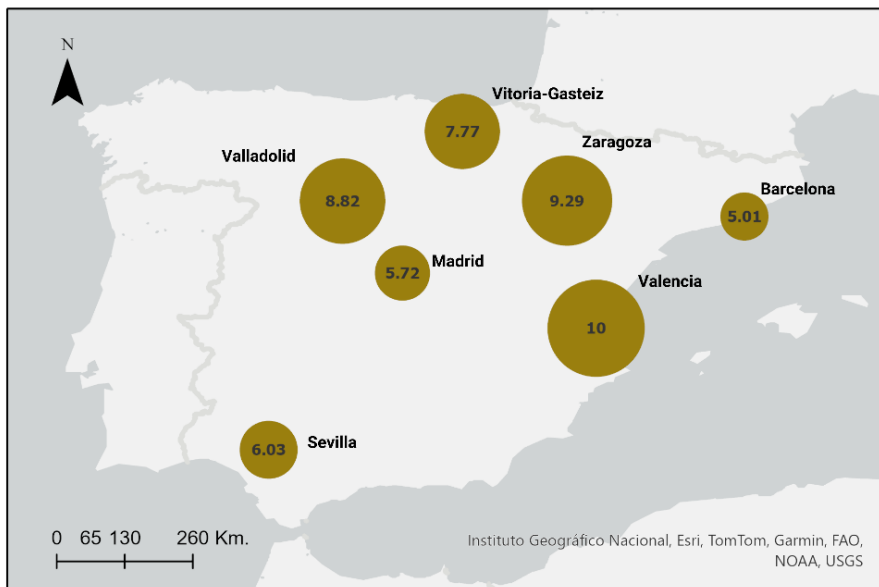 N
Vitoria-Gasteiz
7.77
Zaragoza
Valladolid
8.82
9.29
Barcelona
5.01
Madrid
5.72
Valencia
10
Sevilla
6.03
0 65 130 260 Km.
Instituto Geográfico Nacional, Esri, TomTom, Garmin, FAO,
NOAA, USGS